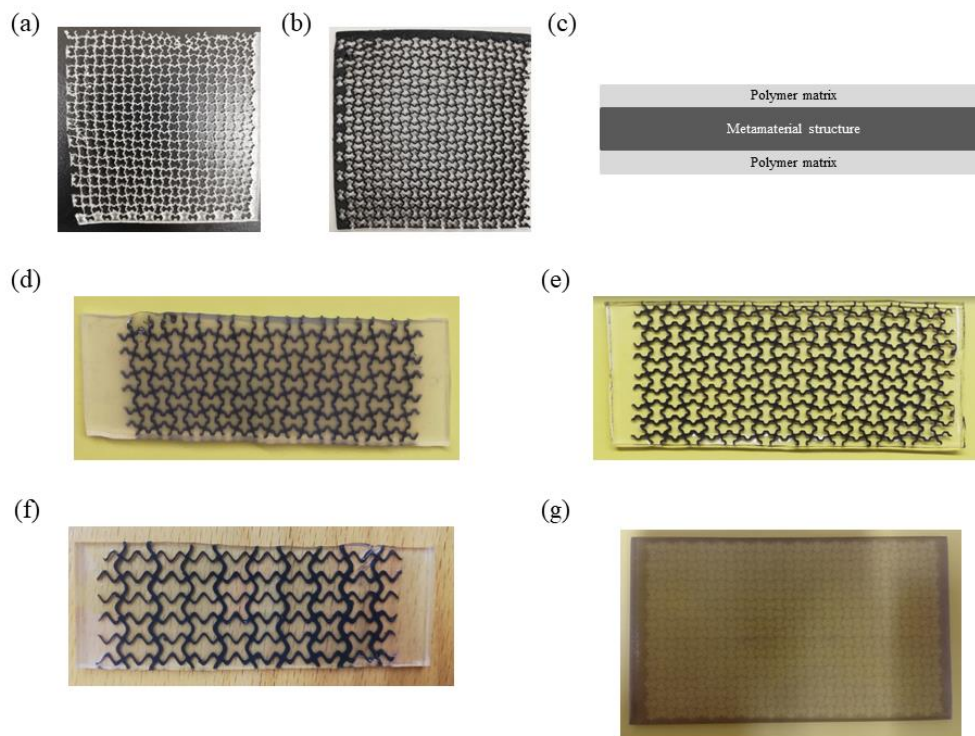 (a)
(b)
(c)
Polymer matrix
Metamaterial structure
Polymer matrix
(d)
(e)
(f)
(g)